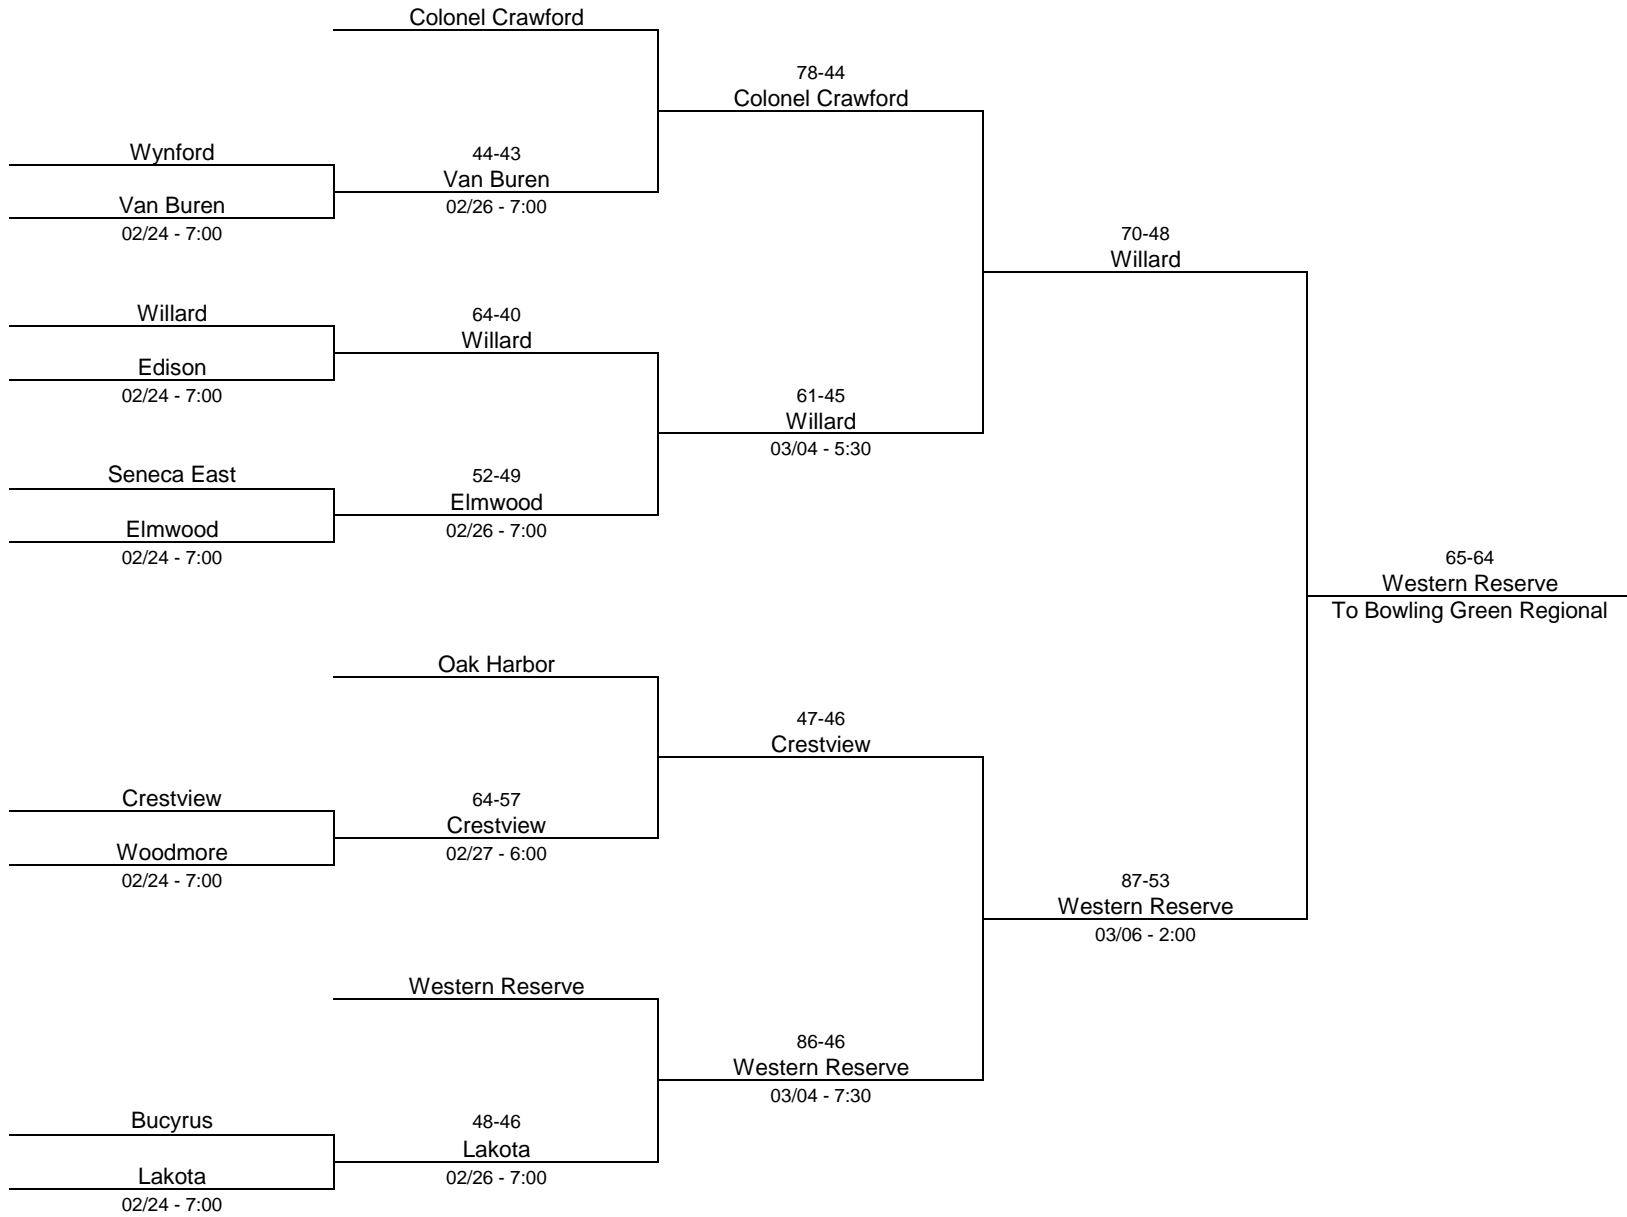 Colonel Crawford
78-44
Colonel Crawford
Wynford
44-43
Van Buren
Van Buren
02/26 - 7:00
02/24 - 7:00
70-48
Willard
Willard
64-40
Willard
Edison
02/24 - 7:00
61-45
Willard
03/04 - 5:30
Seneca East
52-49
Elmwood
Elmwood
02/26 - 7:00
02/24 - 7:00
65-64
Western Reserve
To Bowling Green Regional
Oak Harbor
47-46
Crestview
Crestview
64-57
Crestview
Woodmore
02/27 - 6:00
02/24 - 7:00
87-53
Western Reserve
03/06 - 2:00
Western Reserve
86-46
Western Reserve
03/04 - 7:30
Bucyrus
48-46
Lakota
Lakota
02/26 - 7:00
02/24 - 7:00